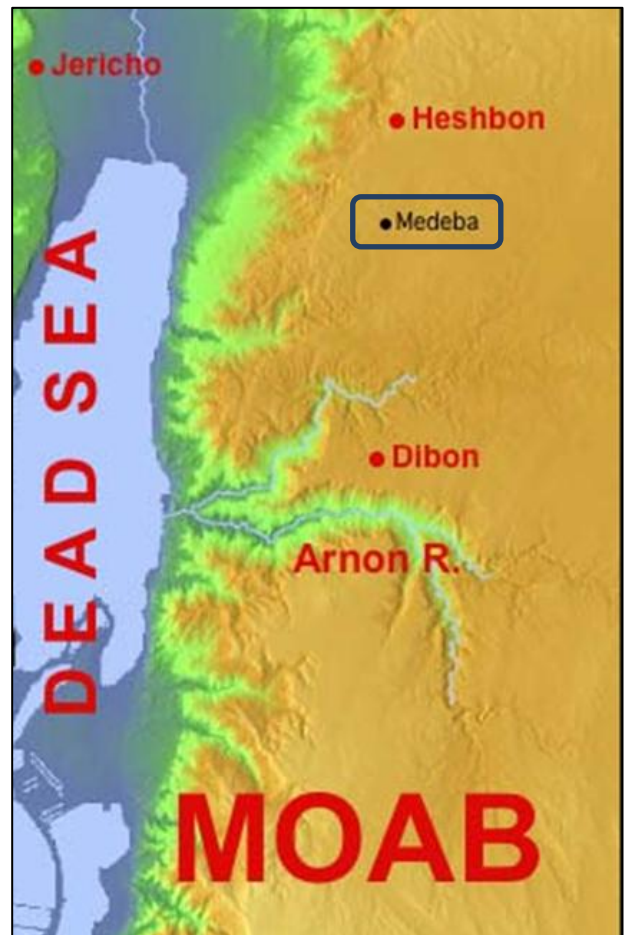 Jericho
Heshbon
Medeba
DEAD SEA
Dibon
Arnon R.
MOAB